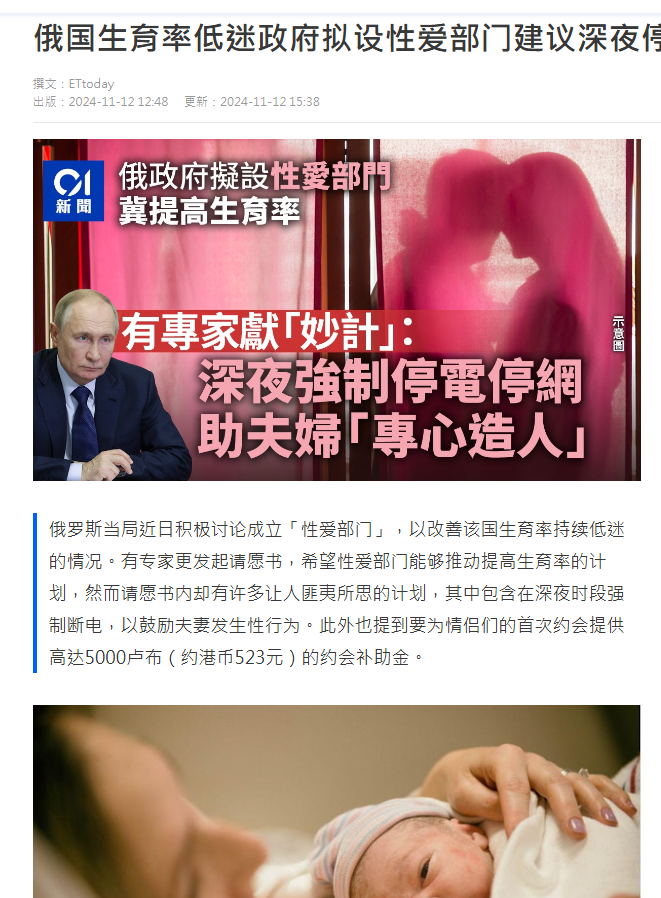 俄国生育率低迷政府拟设性爱部门建议深夜停
撰文：ETtoday
出版：2024-11-12 12:48 更新：2024-11-12 15:38
01
新聞
俄政府擬設性愛部門
冀提高生育率
有專家獻「妙計」：
深夜強制停電停網
助夫婦「專心造人」
示意圖
俄罗斯当局近日积极讨论成立「性爱部门」，以改善该国生育率持续低迷
的情况。有专家更发起请愿书，希望性爱部门能够推动提高生育率的计
划，然而请愿书内却有许多让人匪夷所思的计划，其中包含在深夜时段强
制断电，以鼓励夫妻发生性行为。此外也提到要为情侣们的首次约会提供
高达5000卢布（约港币523元）的约会补助金。